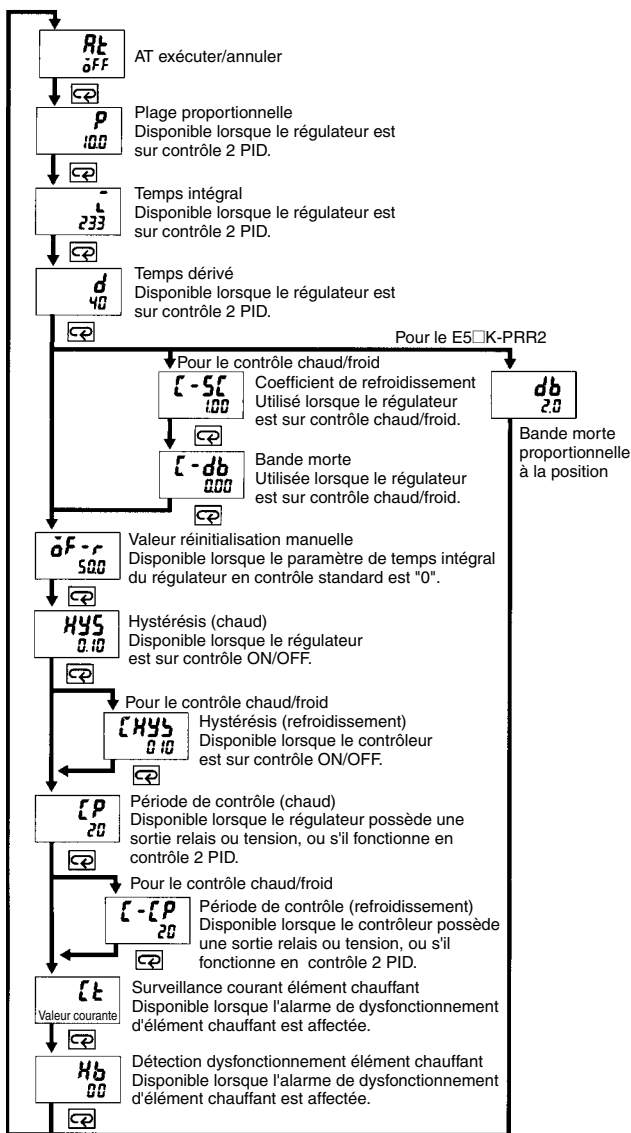 At
oFF
AT exécuter/annuler
P
10.0
Plage proportionnelle
Disponible lorsque le régulateur est
sur contrôle 2 PID.
i
233
Temps intégral
Disponible lorsque le régulateur est
sur contrôle 2 PID.
d
40
Temps dérivé
Disponible lorsque le régulateur est
sur contrôle 2 PID.
Pour le E5□K-PRR2
Pour le contrôle chaud/froid
C-SC
1.00
Coefficient de refroidissement
Utilisé lorsque le régulateur
est sur contrôle chaud/froid.
db
2.0
Bande morte
proportionnelle
à la position
C-db
0.00
Bande morte
Utilisée lorsque le régulateur
est sur contrôle chaud/froid.
oF-r
50.0
Valeur réinitialisation manuelle
Disponible lorsque le paramètre de temps intégral
du régulateur en contrôle standard est "0".
HYS
0.10
Hystérésis (chaud)
Disponible lorsque le régulateur
est sur contrôle ON/OFF.
Pour le contrôle chaud/froid
CHYS
0 10
Hystérésis (refroidissement)
Disponible lorsque le contrôleur
est sur contrôle ON/OFF.
CP
20
Période de contrôle (chaud)
Disponible lorsque le régulateur possède une
sortie relais ou tension, ou s'il fonctionne en
contrôle 2 PID.
Pour le contrôle chaud/froid
C-CP
20
Période de contrôle (refroidissement)
Disponible lorsque le contrôleur possède
une sortie relais ou tension, ou s'il
fonctionne en contrôle 2 PID.
Ct
Valeur courante
Surveillance courant élément chauffant
Disponible lorsque l'alarme de dysfonctionnement
d'élément chauffant est affectée.
Hb
00
Détection dysfonctionnement élément chauffant
Disponible lorsque l'alarme de dysfonctionnement
d'élément chauffant est affectée.